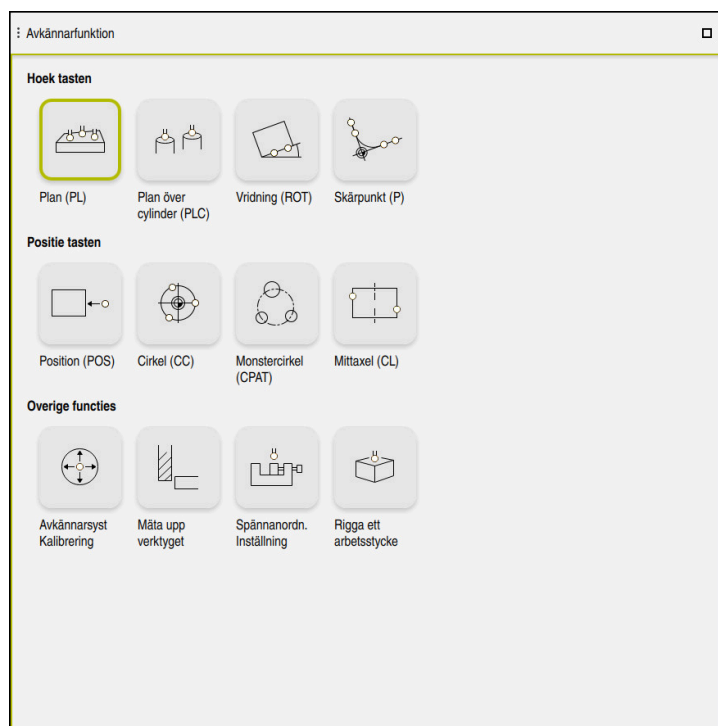 Avkännarfunktion
Hoek tasten
Plan (PL)
Plan över
cylinder (PLC)
Vridning (ROT)
Skärpunkt (P)
Positie tasten
Position (POS)
Cirkel (CC)
Monstercirkel
(CPAT)
Mittaxel (CL)
Overige functies
Avkännarsyst
Kalibrering
Mäta upp
verktyget
Spännanordn.
Inställning
Rigga ett
arbetsstycke